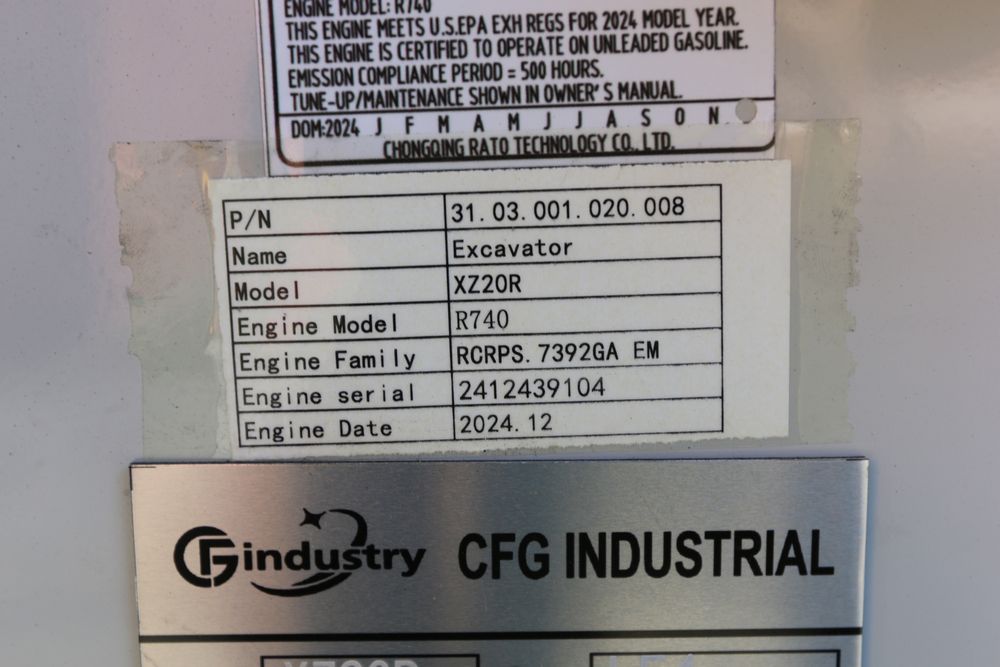 ENGINE MODEL: R740
THIS ENGINE MEETS U.S.EPA EXH REGS FOR 2024 MODEL YEAR.
THIS ENGINE IS CERTIFIED TO OPERATE ON UNLEADED GASOLINE.
EMISSION COMPLIANCE PERIOD = 500 HOURS.
TUNE-UP/MAINTENANCE SHOWN IN OWNER' S MANUAL.
DOM:2024 J F M A M J J A S O N
CHONGQING RATO TECHNOLOGY CO., LTD.
P/N 31.03.001.020.008
Name Excavator
Model XZ20R
Engine Model R740
Engine Family RCRPS.7392GA EM
Engine serial 2412439104
Engine Date 2024.12
GF industry CFG INDUSTRIAL
XZ20R